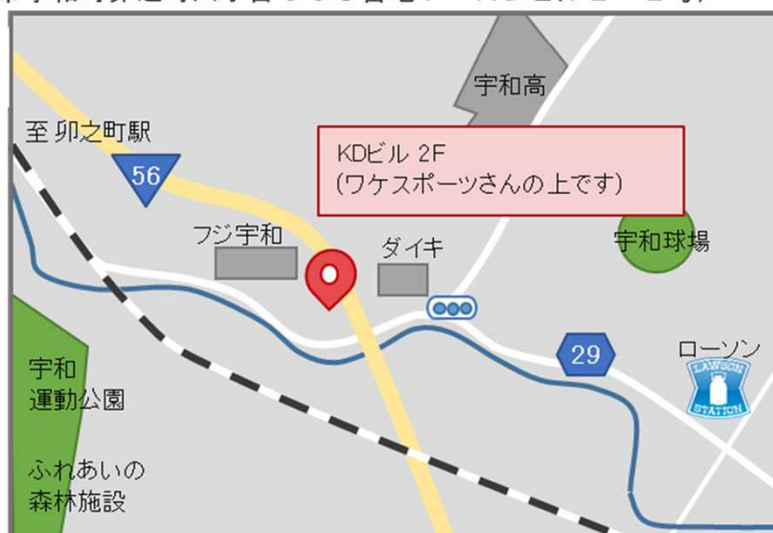 宇和高
至 卯之町駅
KDビル 2F
(ワケスポーツさんの上です)
56
フジ宇和
ダイキ
宇和球場
29
ローソン
LAWSON
STATION
宇和
運動公園
ふれあいの
森林施設